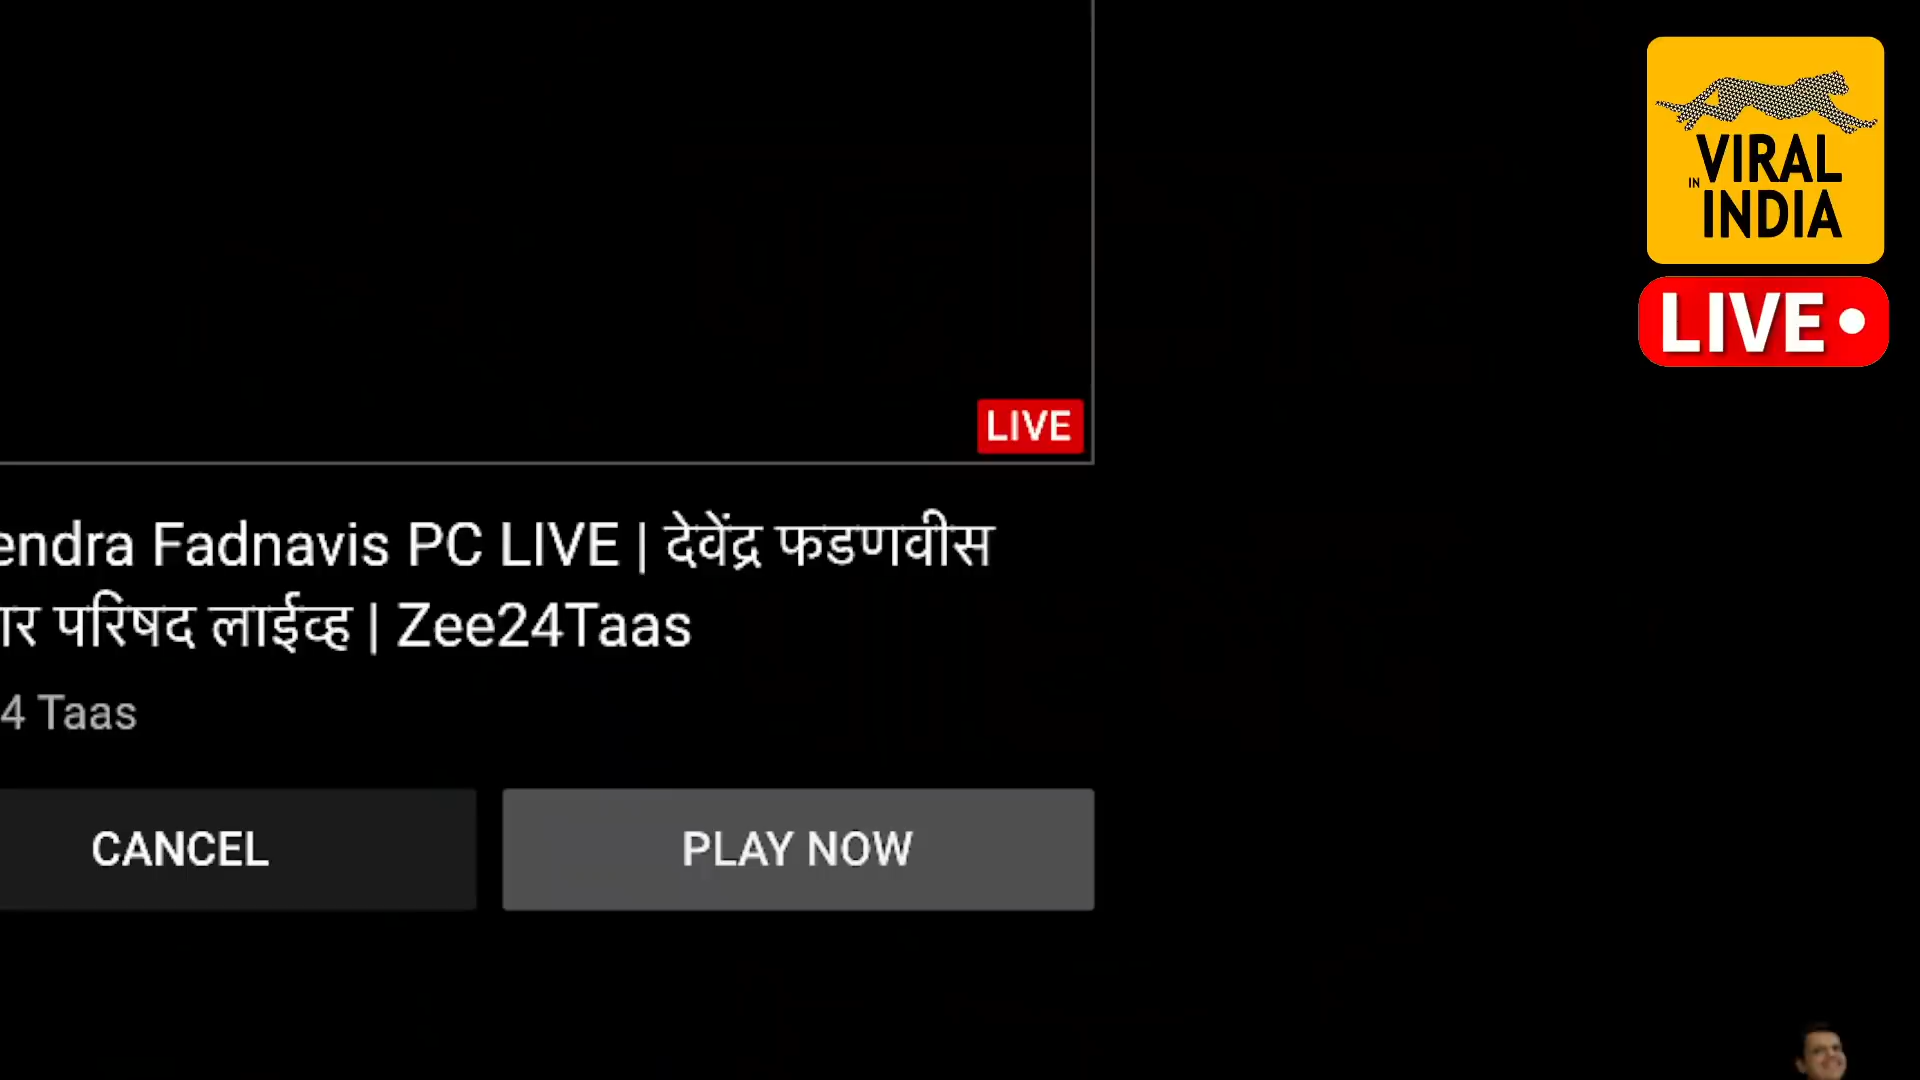 VIRAL
IN
INDIA
LIVE
LIVE
endra Fadnavis PC LIVE | देवेंद्र फडणवीस
ार परिषद लाईव्ह | Zee24Taas
4 Taas
CANCEL
PLAY NOW